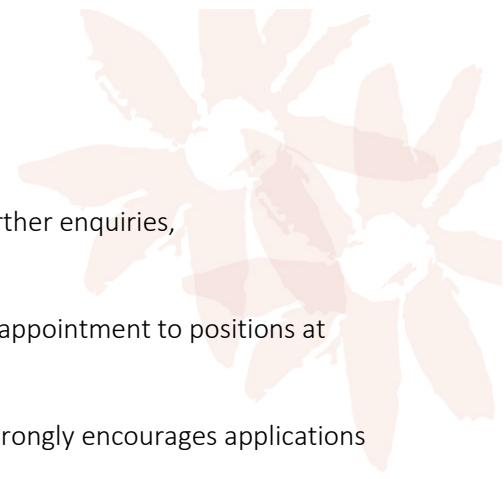 rther enquiries,
appointment to positions at
rongly encourages applications